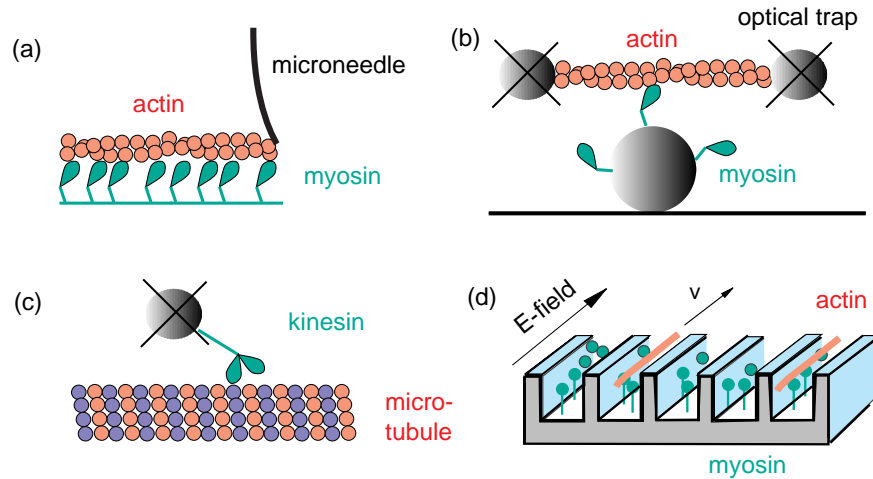 (a)
microneedle
actin
myosin
(b)
optical trap
actin
myosin
(c)
kinesin
micro-
tubule
(d)
E-field
v
actin
myosin